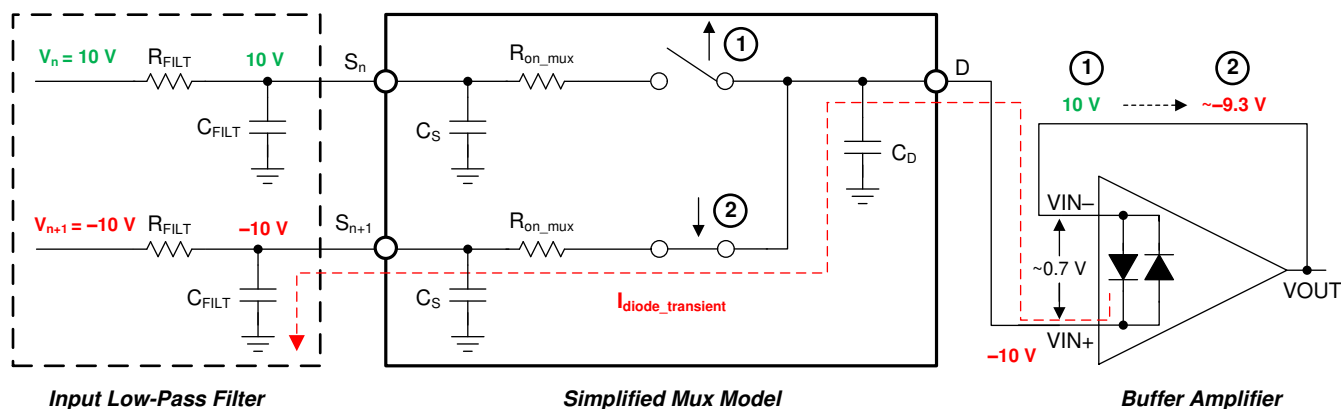 Vn = 10 V
RFILT
10 V
Sn
Ron_mux
1
D
1
2
10 V
~–9.3 V
CFILT
CS
CD
Vn+1 = –10 V
RFILT
–10 V
Sn+1
Ron_mux
2
VIN–
~0.7 V
CFILT
CS
Idiode_transient
VOUT
VIN+
–10 V
Input Low-Pass Filter
Simplified Mux Model
Buffer Amplifier